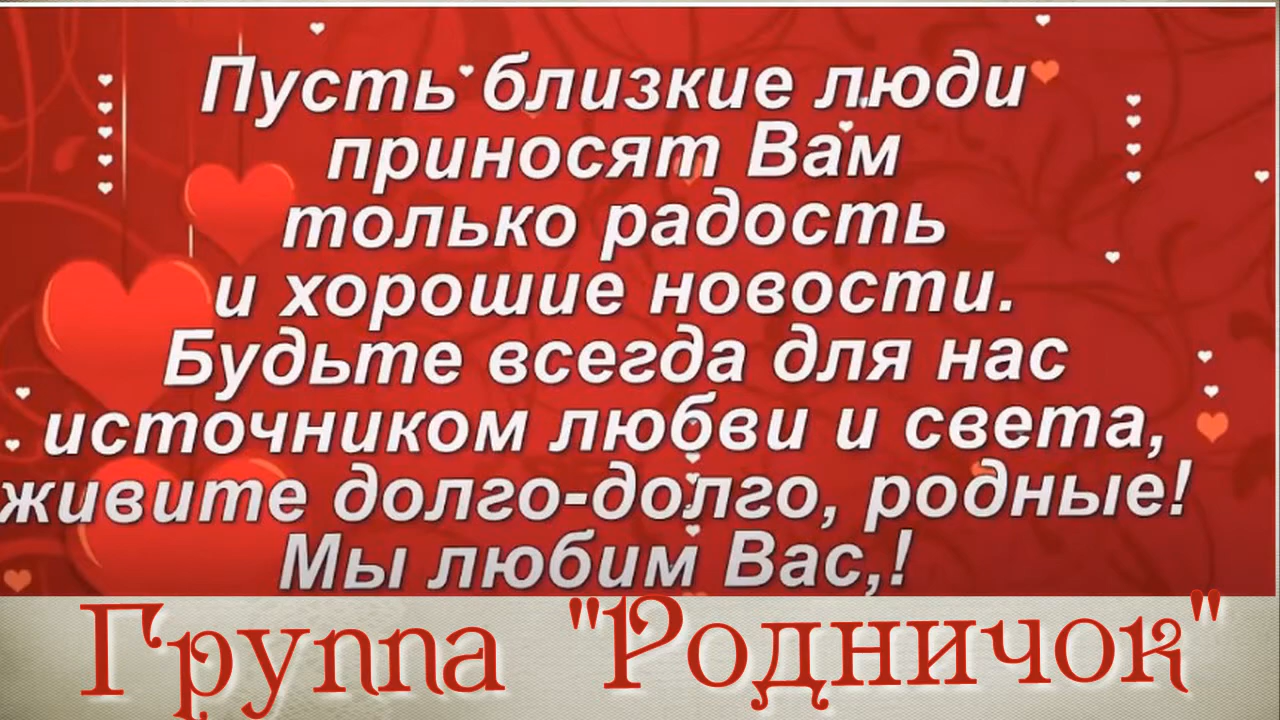 Пусть близкие люди
приносят Вам
только радость
и хорошие новости.
Будьте всегда для нас
источником любви и света,
живите долго-долго, родные!
Мы любим Вас,!
Группа "Родничок"